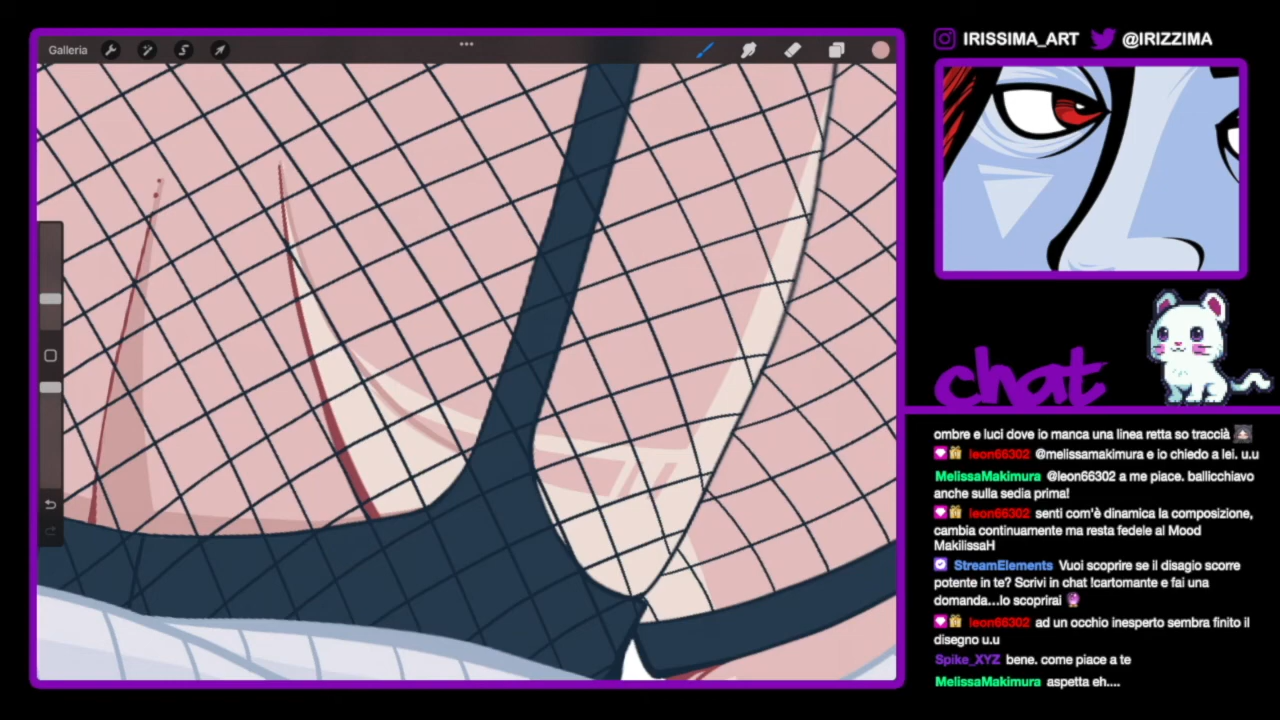 Galleria
IRISSIMA_ART @IRIZZIMA
chat
ombre e luci dove io manca una linea retta so traccià
leon66302 @melissamakimura e io chiedo a lei. u.u
MelissaMakimura @leon66302 a me piace. ballicchiavo
anche sulla sedia prima!
leon66302 senti com'è dinamica la composizione,
cambia continuamente ma resta fedele al Mood
MakilissaH
StreamElements Vuoi scoprire se il disagio scorre
potente in te? Scrivi in chat !cartomante e fai una
domanda...lo scoprirai
leon66302 ad un occhio inesperto sembra finito il
disegno u.u
Spike_XYZ bene. come piace a te
MelissaMakimura aspetta eh....